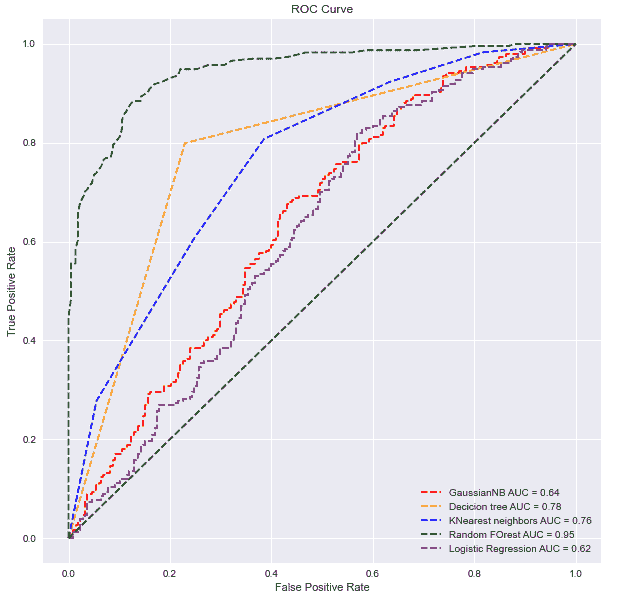 ROC Curve
1.0
0.8
0.6
0.4
0.2
0.0
True Positive Rate
GaussianNB AUC = 0.64
Decicion tree AUC = 0.78
KNearest neighbors AUC = 0.76
Random FOrest AUC = 0.95
Logistic Regression AUC = 0.62
0.0 0.2 0.4 0.6 0.8 1.0
False Positive Rate